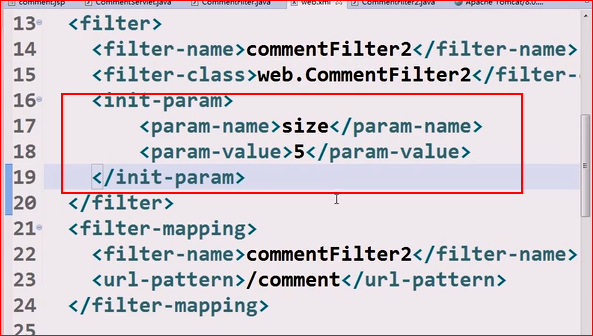 comment.jsp CommentServlet.java CommentFilter.java web.xml CommentFilter2.java Apache Tomcat/8.0....
13 <filter>
14 <filter-name>commentFilter2</filter-name>
15 <filter-class>web.CommentFilter2</filter-
16 <init-param>
17 <param-name>size</param-name>
18 <param-value>5</param-value>
19 </init-param>
20 </filter>
21 <filter-mapping>
22 <filter-name>commentFilter2</filter-name>
23 <url-pattern>/comment</url-pattern>
24 </filter-mapping>
25